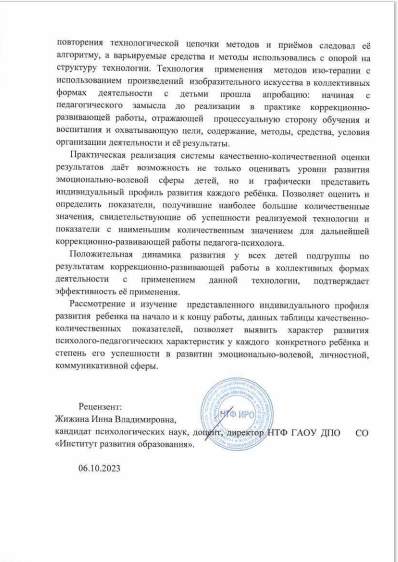 повторения технологической цепочки методов и приёмов следовал её
алгоритму, а варьируемые средства и методы использовались с опорой на
структуру технологии. Технология применения методов изо-терапии с
использованием произведений изобразительного искусства в коллективных
формах деятельности с детьми прошла апробацию: начиная с
педагогического замысла до реализации в практике коррекционно-
развивающей работы, отражающей процессуальную сторону обучения и
воспитания и охватывающую цели, содержание, методы, средства, условия
организации деятельности и её результаты.
Практическая реализация системы качественно-количественной оценки
результатов даёт возможность не только оценивать уровни развития
эмоционально-волевой сферы детей, но и графически представить
индивидуальный профиль развития каждого ребёнка. Позволяет оценить и
определить показатели, получившие наиболее большие количественные
значения, свидетельствующие об успешности реализуемой технологии и
показатели с наименьшим количественным значением для дальнейшей
коррекционно-развивающей работы педагога-психолога.
Положительная динамика развития у всех детей подгруппы по
результатам коррекционно-развивающей работы в коллективных формах
деятельности с применением данной технологии, подтверждает
эффективность её применения.
Рассмотрение и изучение представленного индивидуального профиля
развития ребенка на начало и к концу работы, данных таблицы качественно-
количественных показателей, позволяет выявить характер развития
психолого-педагогических характеристик у каждого конкретного ребёнка и
степень его успешности в развитии эмоционально-волевой, личностной,
коммуникативной сферы.
Рецензент:
Жижина Инна Владимировна,
кандидат психологических наук, доцент, директор НТФ ГАОУ ДПО СО
«Институт развития образования».
НТФ ИРО
06.10.2023